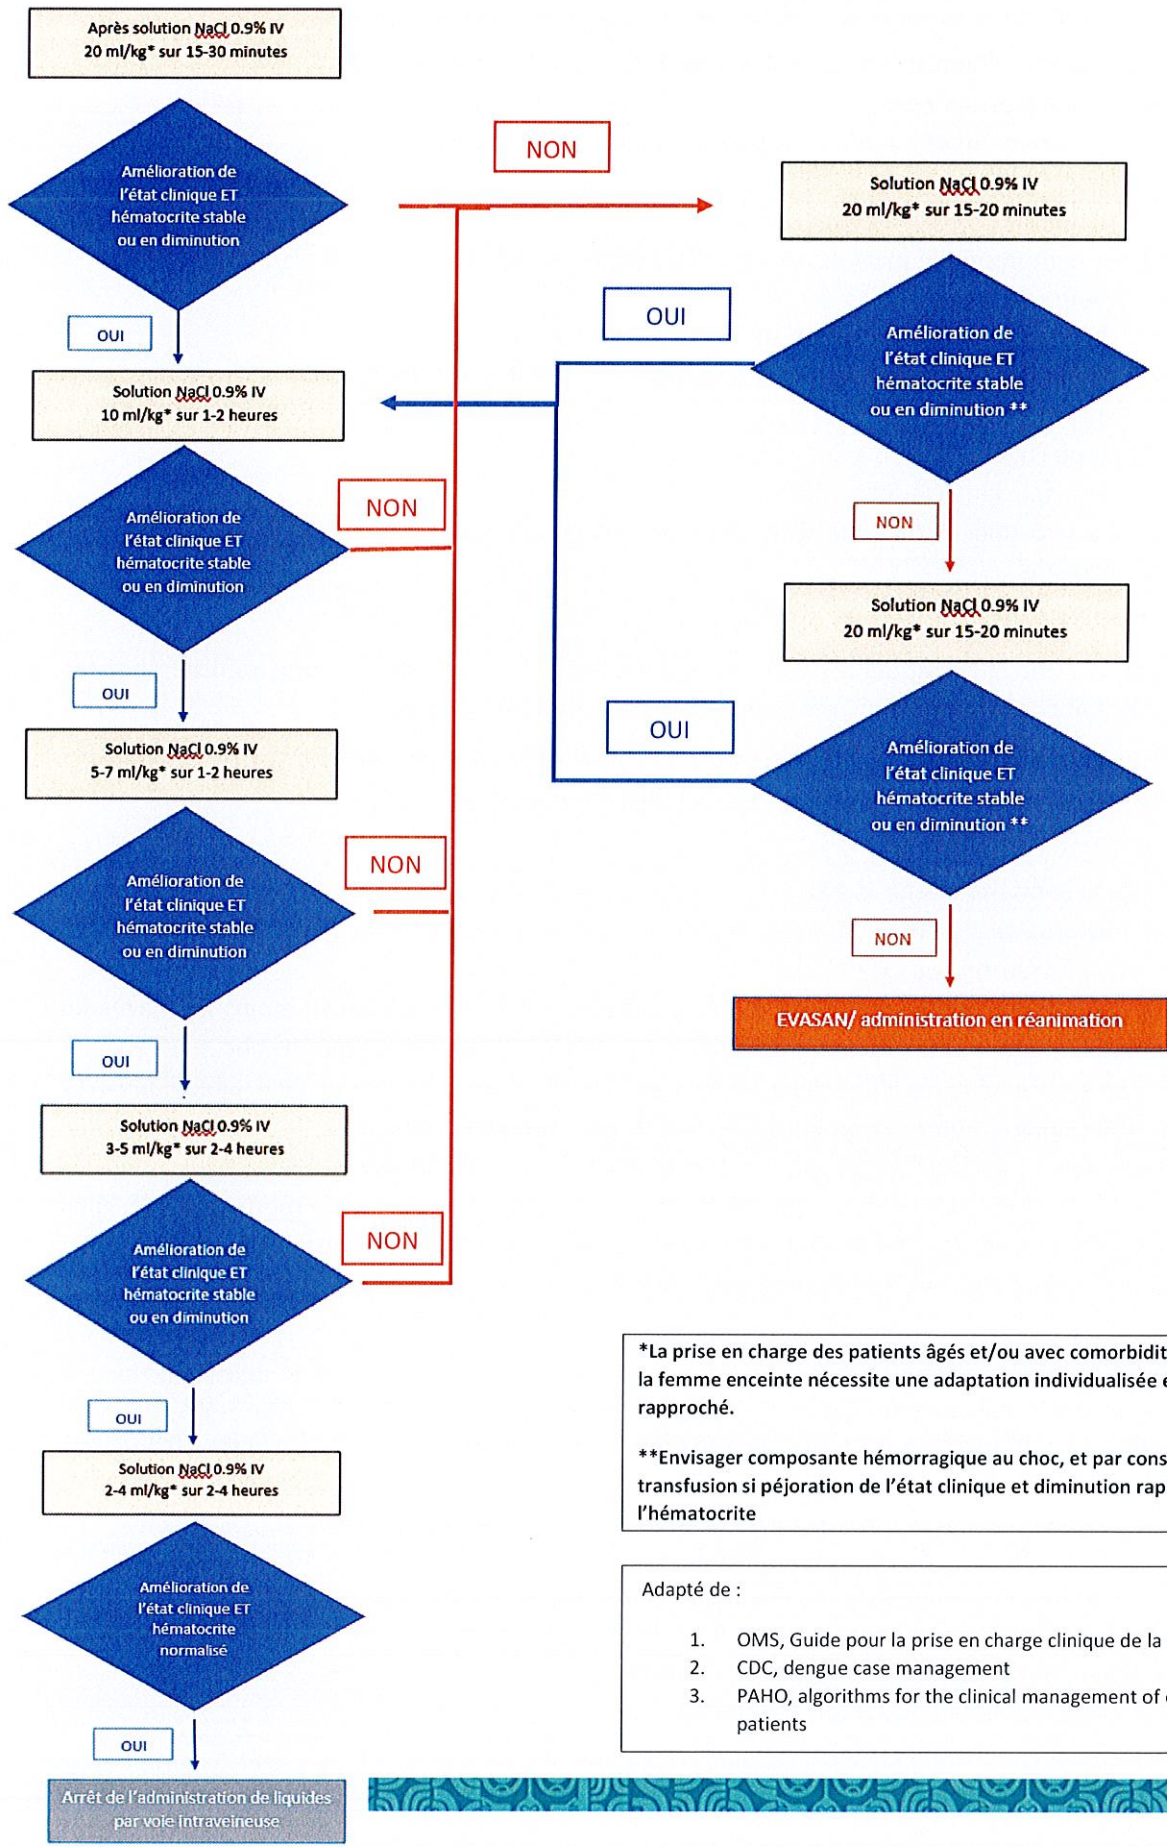 Après solution NaCl 0.9% IV
20 ml/kg* sur 15-30 minutes
Amélioration de
l'état clinique ET
hématocrite stable
ou en diminution
NON
OUI
Solution NaCl 0.9% IV
10 ml/kg* sur 1-2 heures
Amélioration de
l'état clinique ET
hématocrite stable
ou en diminution
NON
OUI
Solution NaCl 0.9% IV
5-7 ml/kg* sur 1-2 heures
Amélioration de
l'état clinique ET
hématocrite stable
ou en diminution
NON
OUI
Solution NaCl 0.9% IV
3-5 ml/kg* sur 2-4 heures
Amélioration de
l'état clinique ET
hématocrite stable
ou en diminution
NON
OUI
Solution NaCl 0.9% IV
2-4 ml/kg* sur 2-4 heures
Amélioration de
l'état clinique ET
hématocrite
normalisé
OUI
Arrêt de l'administration de liquides
par voie intraveineuse
Solution NaCl 0.9% IV
20 ml/kg* sur 15-20 minutes
OUI
Amélioration de
l'état clinique ET
hématocrite stable
ou en diminution **
NON
Solution NaCl 0.9% IV
20 ml/kg* sur 15-20 minutes
OUI
Amélioration de
l'état clinique ET
hématocrite stable
ou en diminution **
NON
EVASAN/ administration en réanimation
*La prise en charge des patients âgés et/ou avec comorbidit
la femme enceinte nécessite une adaptation individualisée e
rapproché.
**Envisager composante hémorragique au choc, et par cons
transfusion si péjoration de l'état clinique et diminution rap
l'hématocrite
Adapté de :
1. OMS, Guide pour la prise en charge clinique de la
2. CDC, dengue case management
3. PAHO, algorithms for the clinical management of
patients